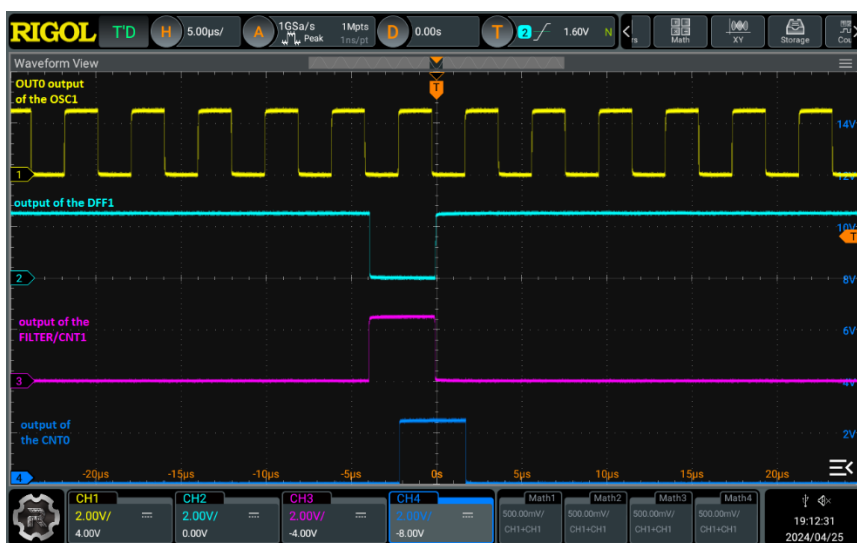 RIGOL T'D H 5.00μs/ A 1GSa/s Peak 1Mpts 1ns/pt D 0.00s T 2 1.60V N Math XY Storage
Waveform View
T
OUT0 output
of the OSC1
14V
1
12V
output of the DFF1
10V
T
2
8V
output of the
FILTER/CNT1
6V
3
4V
output of
the CNT0
2V
4
-20μs -15μs -10μs -5μs 0s 5μs 10μs 15μs 20μs
CH1 CH2 CH3 CH4 Math1 Math2 Math3 Math4
2.00V/ 2.00V/ 2.00V/ 2.00V/ 500.00mV/ 500.00mV/ 500.00mV/ 500.00mV/
4.00V 0.00V -4.00V -8.00V CH1+CH1 CH1+CH1 CH1+CH1 CH1+CH1
19:12:31
2024/04/25